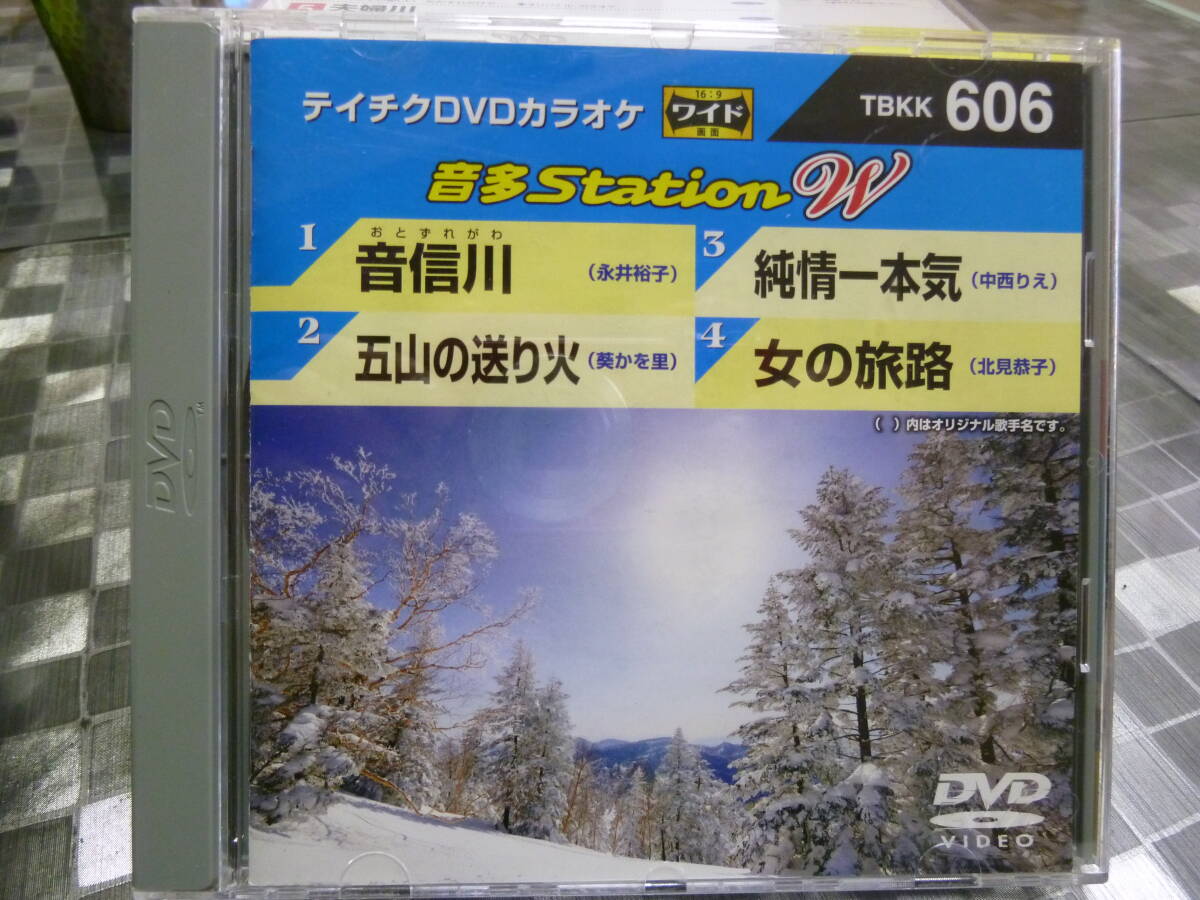 夫婦川
テイチクDVDカラオケ
16:9
ワイド
画面
TBKK 606
音多Station W
1
おとずれがわ
音信川 (永井裕子)
2
五山の送り火 (葵かを里)
3
純情一本気 (中西りえ)
4
女の旅路 (北見恭子)
( )内はオリジナル歌手名です。
DVD
VIDEO
DVD
TM